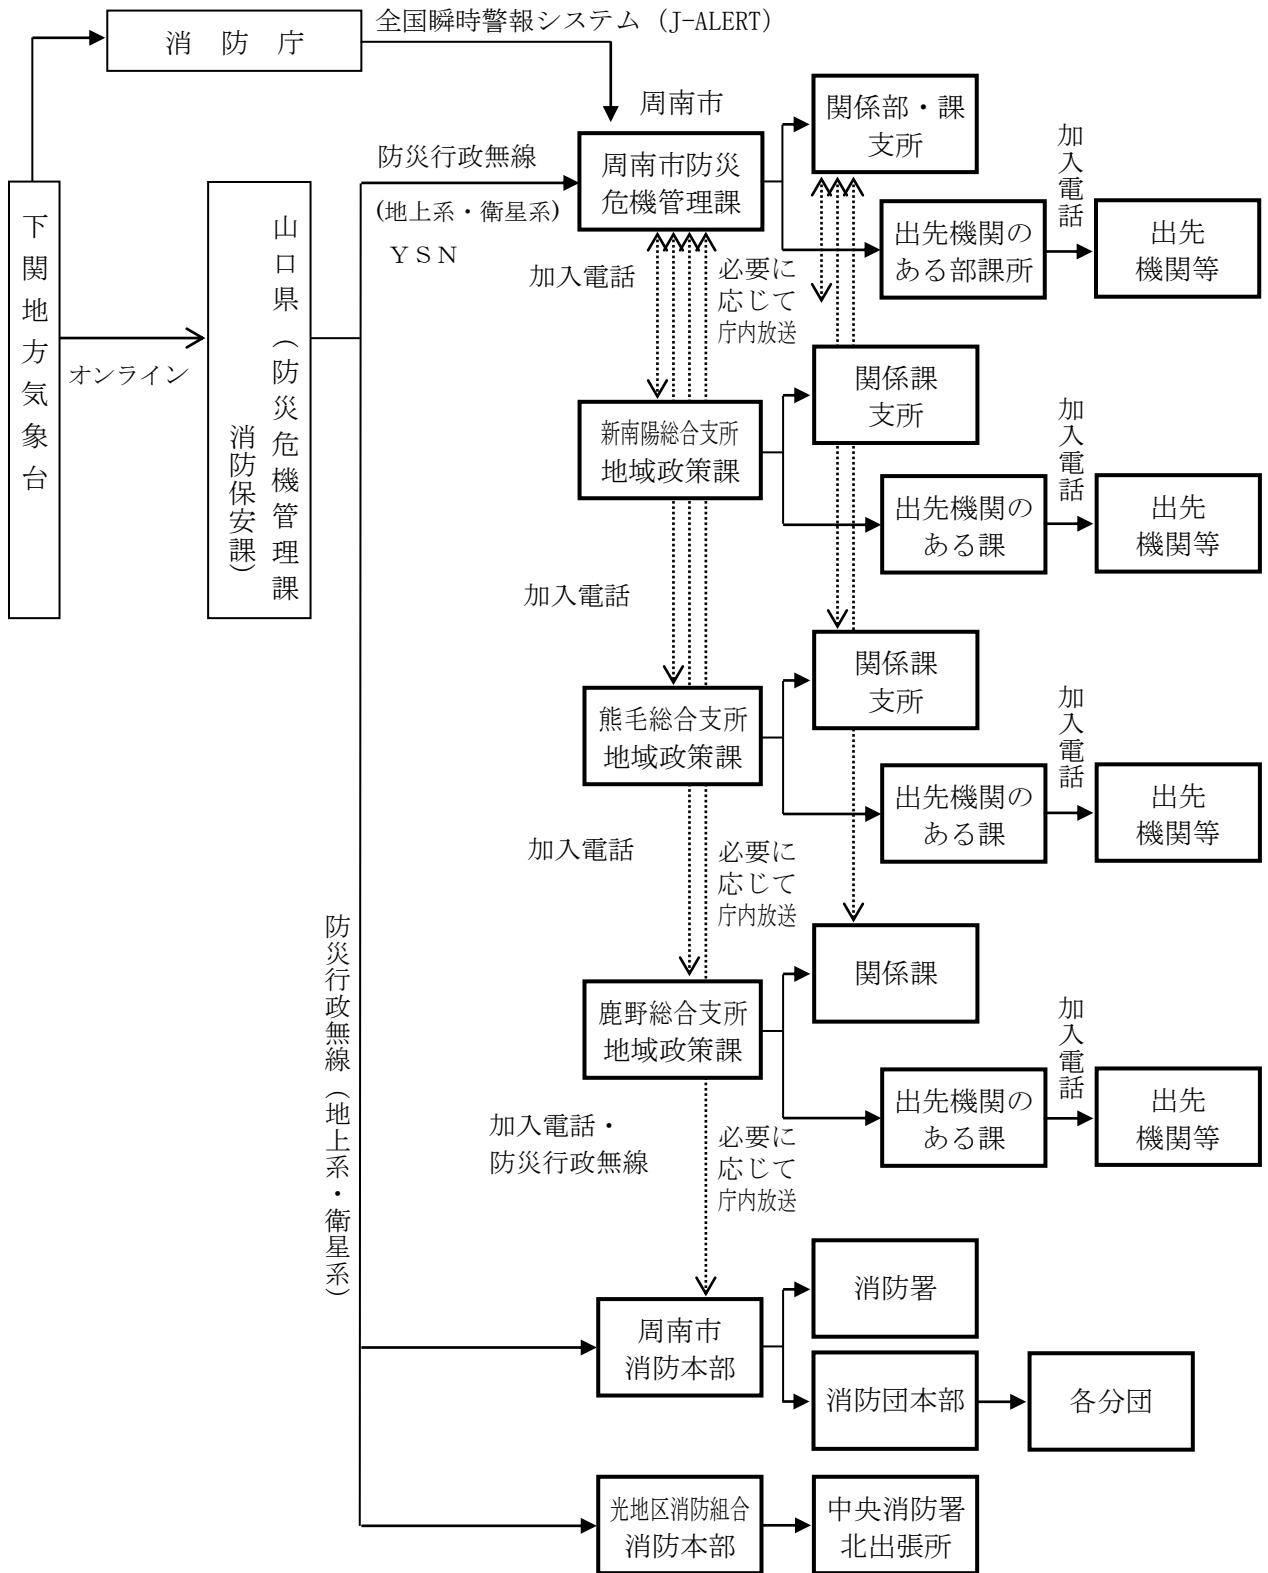 全国瞬時警報システム（J-ALERT）
消　防　庁
周南市
関係部・課
支所
加入電話
防災行政無線
(地上系・衛星系)
ＹＳＮ
周南市防災
危機管理課
下関地方気象台
オンライン
山口県（防災危機管理課
消防保安課）
出先機関の
ある部課所
出先
機関等
加入電話
必要に
応じて
庁内放送
新南陽総合支所
地域政策課
関係課
支所
加入電話
出先機関の
ある課
出先
機関等
加入電話
熊毛総合支所
地域政策課
関係課
支所
加入電話
出先機関の
ある課
出先
機関等
加入電話
必要に
応じて
庁内放送
防災行政無線（地上系・衛星系）
鹿野総合支所
地域政策課
関係課
加入電話
出先機関の
ある課
出先
機関等
加入電話・
防災行政無線
必要に
応じて
庁内放送
周南市
消防本部
消防署
消防団本部
各分団
光地区消防組合
消防本部
中央消防署
北出張所